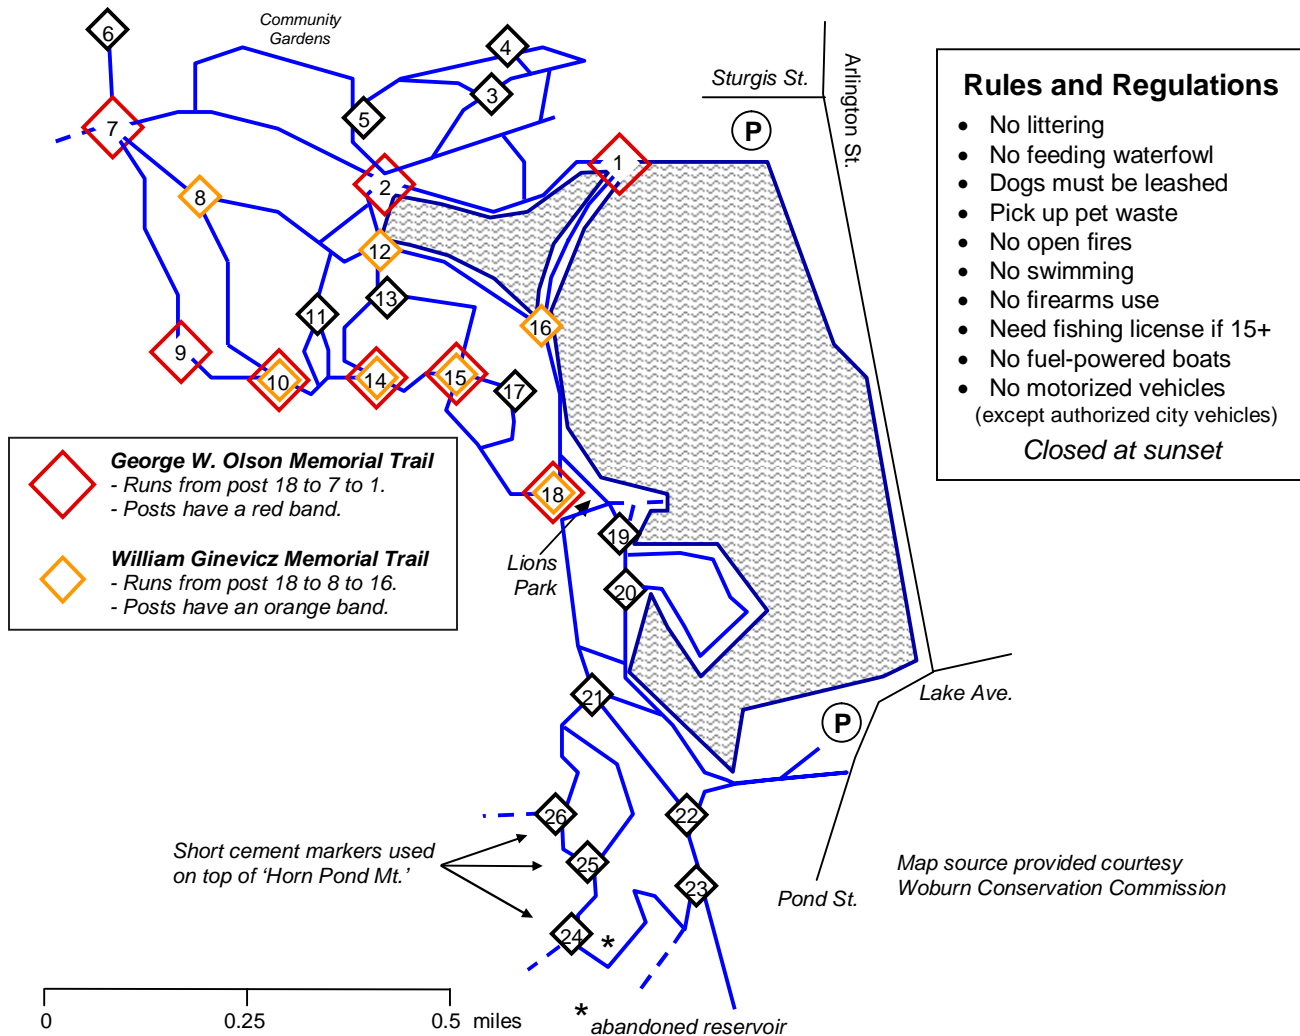 6
Community
Gardens
4
Sturgis St.
Arlington St.
P
3
5
7
1
2
8
12
13
11
16
9
10
14
15
17
18
19
Lions
Park
20
21
Lake Ave.
P
26
22
25
23
24
*
Pond St.
Rules and Regulations
• No littering
• No feeding waterfowl
• Dogs must be leashed
• Pick up pet waste
• No open fires
• No swimming
• No firearms use
• Need fishing license if 15+
• No fuel-powered boats
• No motorized vehicles
(except authorized city vehicles)
Closed at sunset
George W. Olson Memorial Trail
- Runs from post 18 to 7 to 1.
- Posts have a red band.
William Ginevicz Memorial Trail
- Runs from post 18 to 8 to 16.
- Posts have an orange band.
Short cement markers used
on top of ‘Horn Pond Mt.’
Map source provided courtesy
Woburn Conservation Commission
0 0.25 0.5 miles
* abandoned reservoir